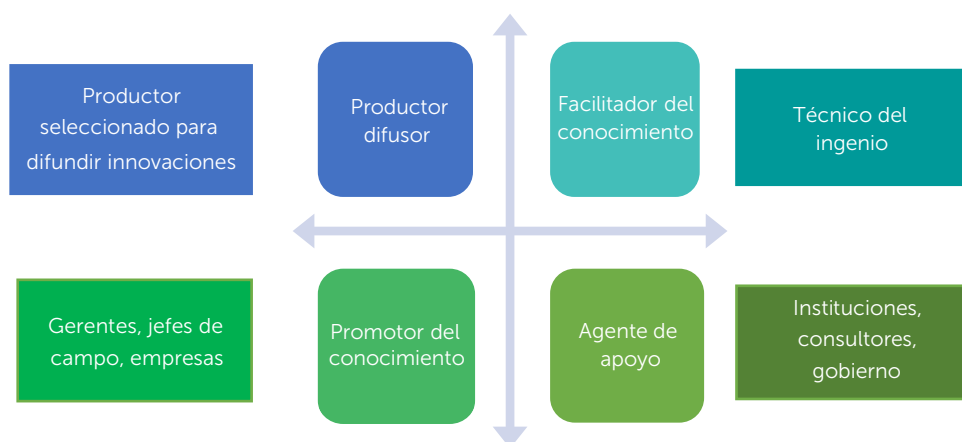 Productor
seleccionado para
difundir innovaciones
Productor
difusor
Facilitador del
conocimiento
Técnico del
ingenio
Gerentes, jefes de
campo, empresas
Promotor del
conocimiento
Agente de
apoyo
Instituciones,
consultores,
gobierno